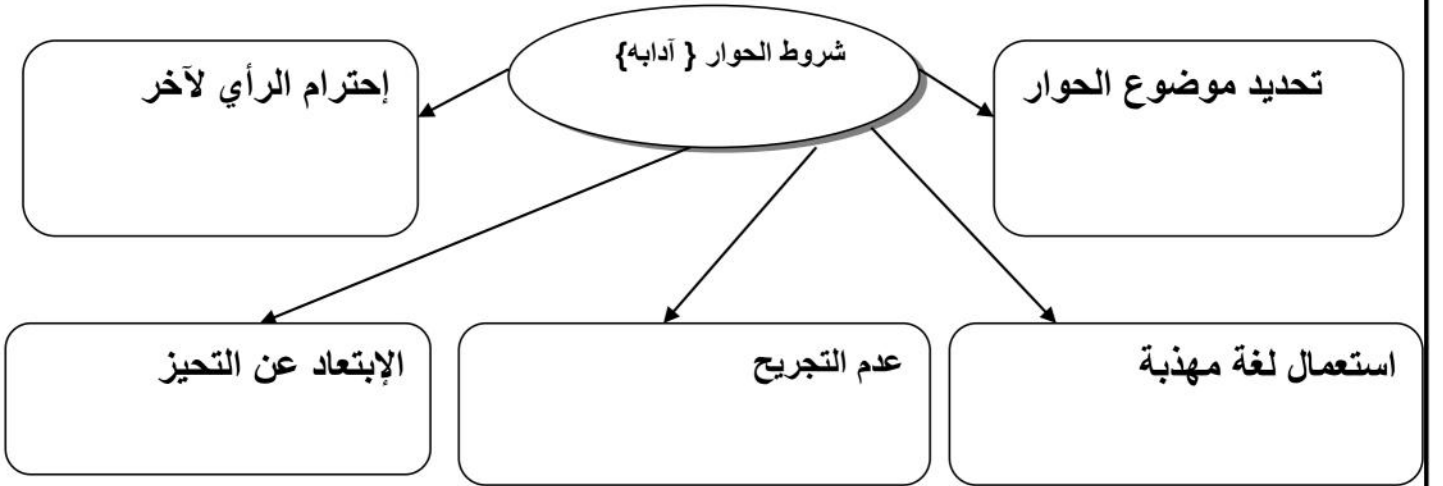 شروط الحوار { آدابه}
تحديد موضوع الحوار
إحترام الرأي لآخر
استعمال لغة مهذبة
عدم التجريح
الإبتعاد عن التحيز